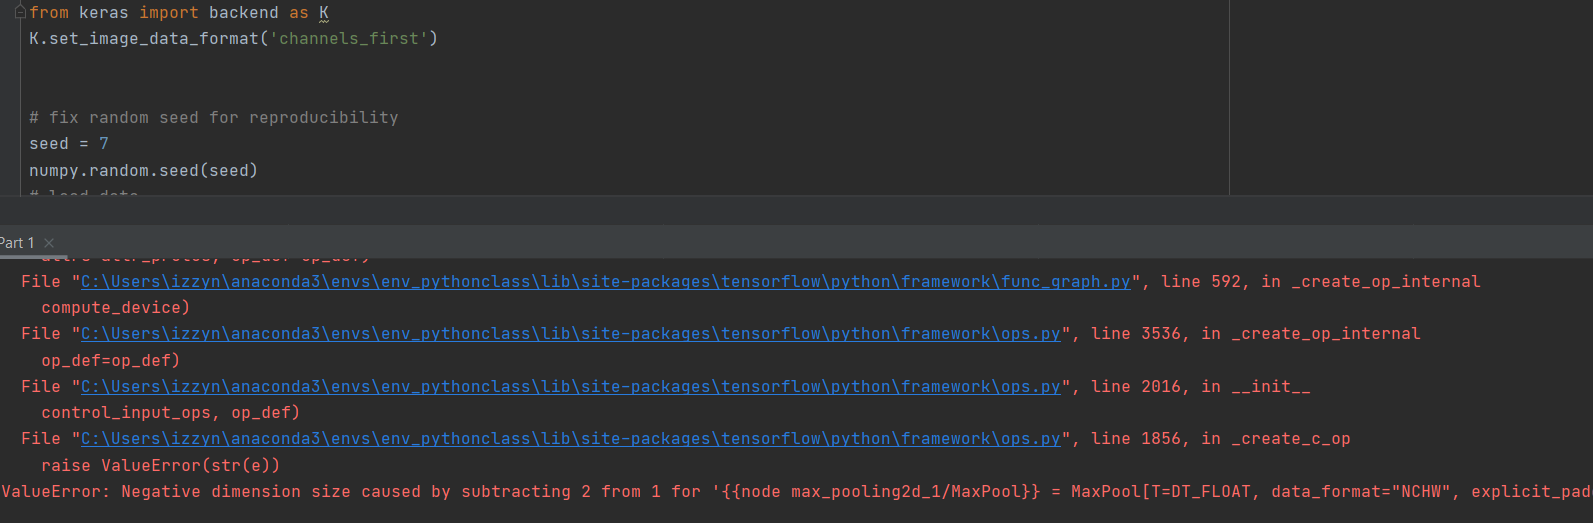 from keras import backend as K
K.set_image_data_format('channels_first')
# fix random seed for reproducibility
seed = 7
numpy.random.seed(seed)
# load data
Part 1
File "C:\Users\izzyn\anaconda3\envs\env_pythonclass\lib\site-packages\tensorflow\python\framework\func_graph.py", line 592, in _create_op_internal
compute_device)
File "C:\Users\izzyn\anaconda3\envs\env_pythonclass\lib\site-packages\tensorflow\python\framework\ops.py", line 3536, in _create_op_internal
op_def=op_def)
File "C:\Users\izzyn\anaconda3\envs\env_pythonclass\lib\site-packages\tensorflow\python\framework\ops.py", line 2016, in __init__
control_input_ops, op_def)
File "C:\Users\izzyn\anaconda3\envs\env_pythonclass\lib\site-packages\tensorflow\python\framework\ops.py", line 1856, in _create_c_op
raise ValueError(str(e))
ValueError: Negative dimension size caused by subtracting 2 from 1 for '{{node max_pooling2d_1/MaxPool}} = MaxPool[T=DT_FLOAT, data_format="NCHW", explicit_pad